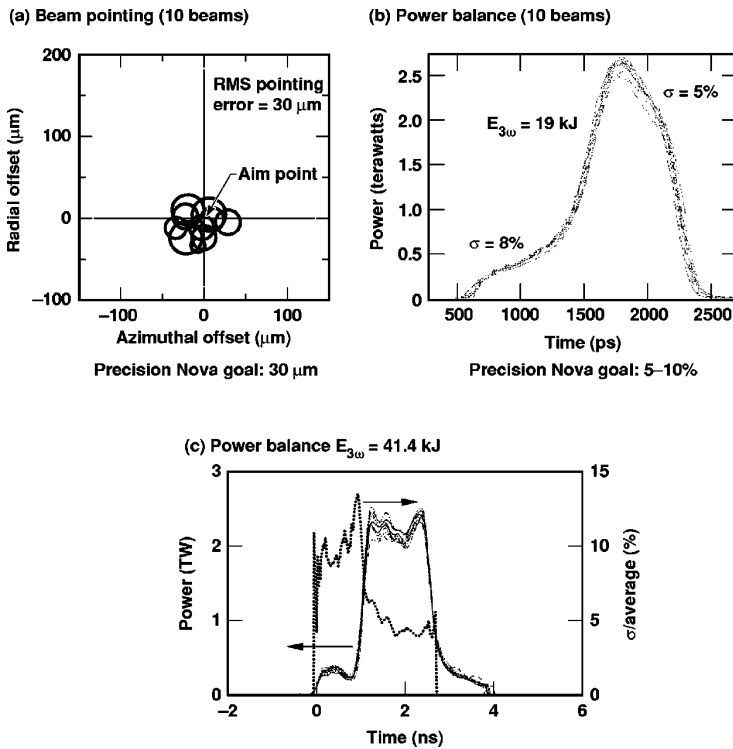 (a) Beam pointing (10 beams)
200
100
0
−100
Radial offset (μm)
RMS pointing
error = 30 μm
Aim point
−100
0
100
Azimuthal offset (μm)
Precision Nova goal: 30 μm
(b) Power balance (10 beams)
2.5
2.0
1.0
0.5
0
Power (terawatts)
E3ω = 19 kJ
σ = 5%
σ = 8%
500
1000
1500
2000
2500
Time (ps)
Precision Nova goal: 5–10%
(c) Power balance E3ω = 41.4 kJ
3
2
1
0
Power (TW)
15
10
5
0
σ/average (%)
−2
0
2
4
6
Time (ns)